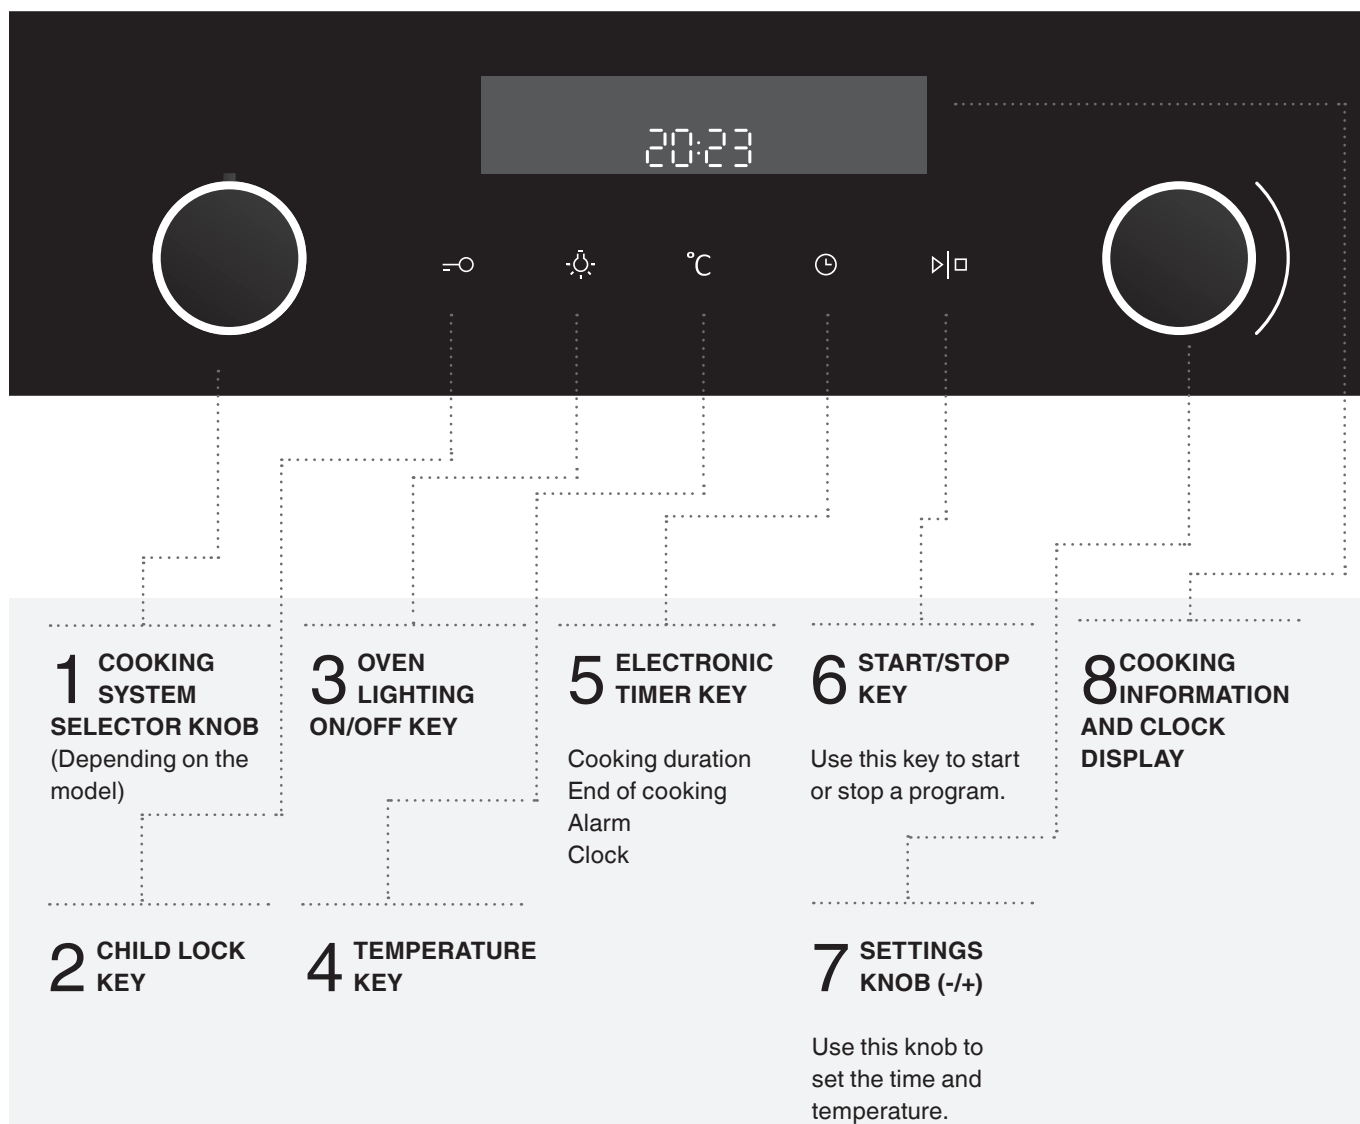 20:23
°C
1 COOKING
SYSTEM
SELECTOR KNOB
(Depending on the
model)
2 CHILD LOCK
KEY
3 OVEN
LIGHTING
ON/OFF KEY
4 TEMPERATURE
KEY
5 ELECTRONIC
TIMER KEY
Cooking duration
End of cooking
Alarm
Clock
6 START/STOP
KEY
Use this key to start
or stop a program.
7 SETTINGS
KNOB (-/+)
Use this knob to
set the time and
temperature.
8 COOKING
INFORMATION
AND CLOCK
DISPLAY